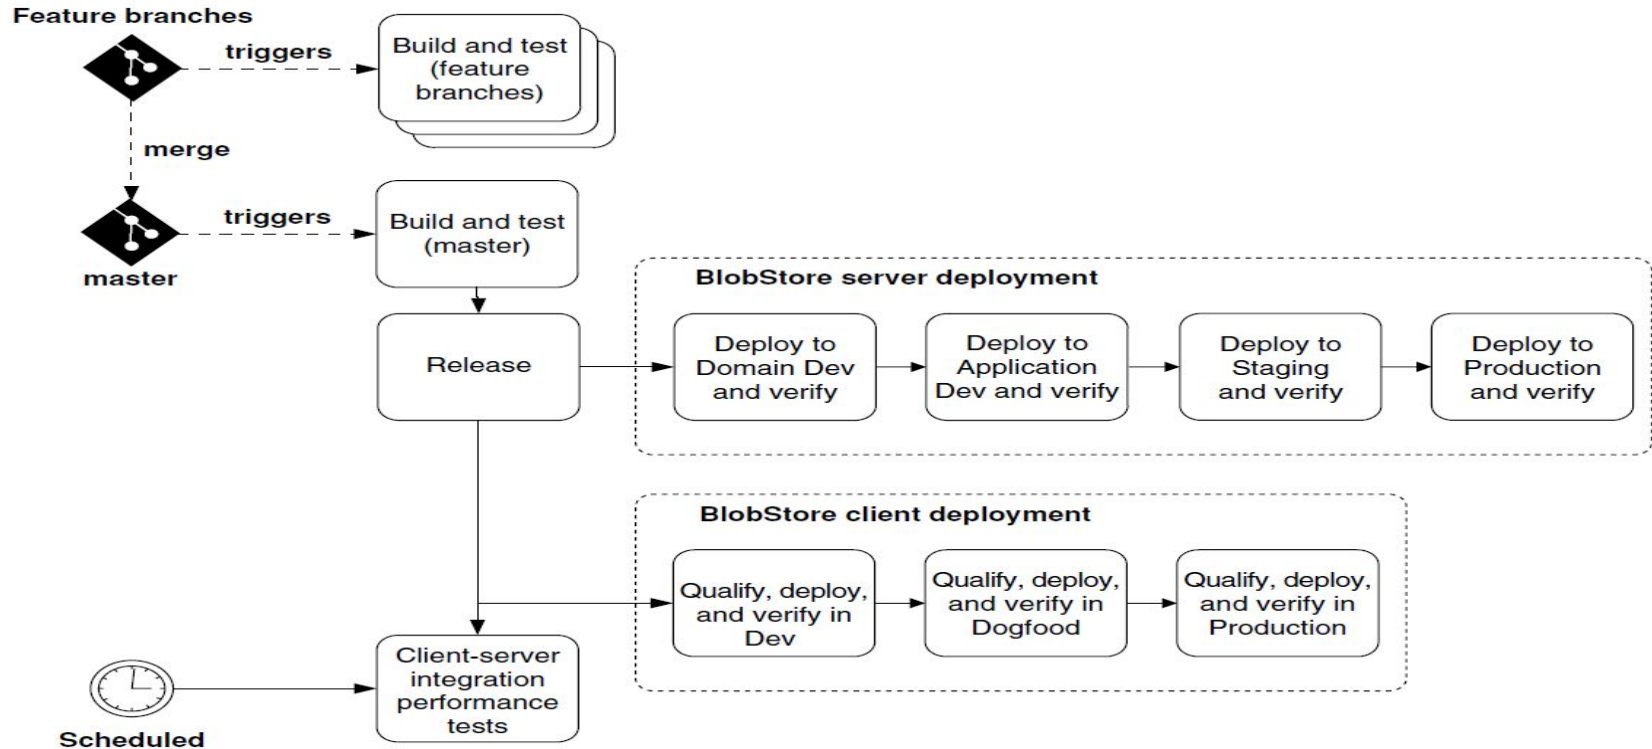 Feature branches
triggers
Build and test
(feature
branches)
merge
triggers
Build and test
(master)
master
BlobStore server deployment
Release
Deploy to
Domain Dev
and verify
Deploy to
Application
Dev and verify
Deploy to
Staging
and verify
Deploy to
Production
and verify
BlobStore client deployment
Qualify, deploy,
and verify in
Dev
Qualify, deploy,
and verify in
Dogfood
Qualify, deploy,
and verify in
Production
Client-server
integration
performance
tests
Scheduled